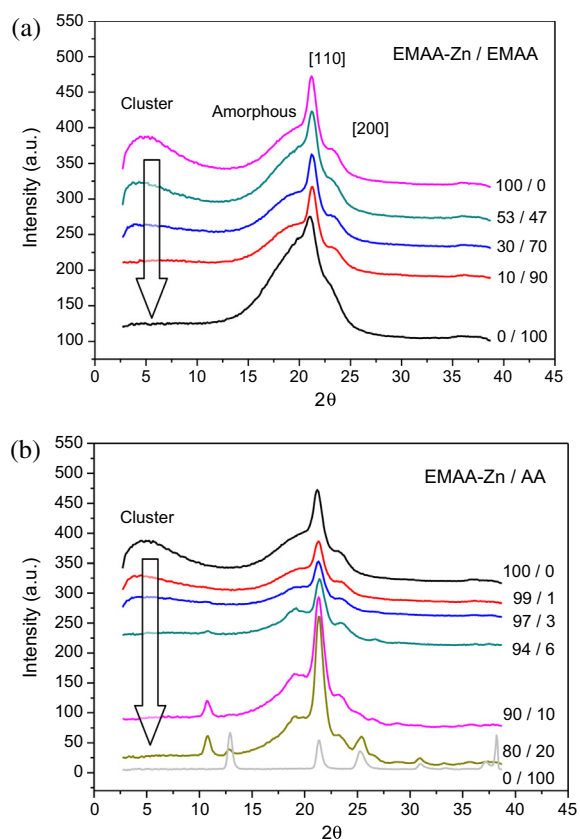 (a)
550
500
450
400
350
300
250
200
150
100
Intensity (a.u.)
EMAA-Zn / EMAA
[110]
Cluster
Amorphous
[200]
100 / 0
53 / 47
30 / 70
10 / 90
0 / 100
0 5 10 15 20 25 30 35 40 45
2θ
(b)
550
500
450
400
350
300
250
200
150
100
50
0
Intensity (a.u.)
EMAA-Zn / AA
Cluster
100 / 0
99 / 1
97 / 3
94 / 6
90 / 10
80 / 20
0 / 100
0 5 10 15 20 25 30 35 40 45
2θ